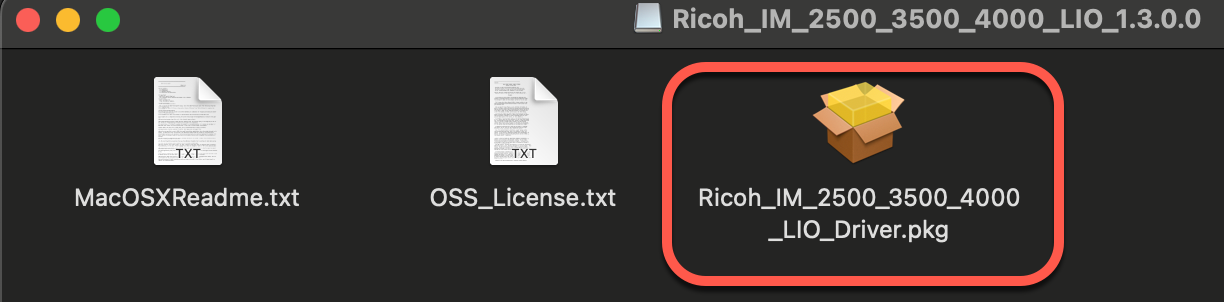 Ricoh_IM_2500_3500_4000_LIO_1.3.0.0
TXT
TXT
MacOSXReadme.txt
OSS_License.txt
Ricoh_IM_2500_3500_4000
_LIO_Driver.pkg